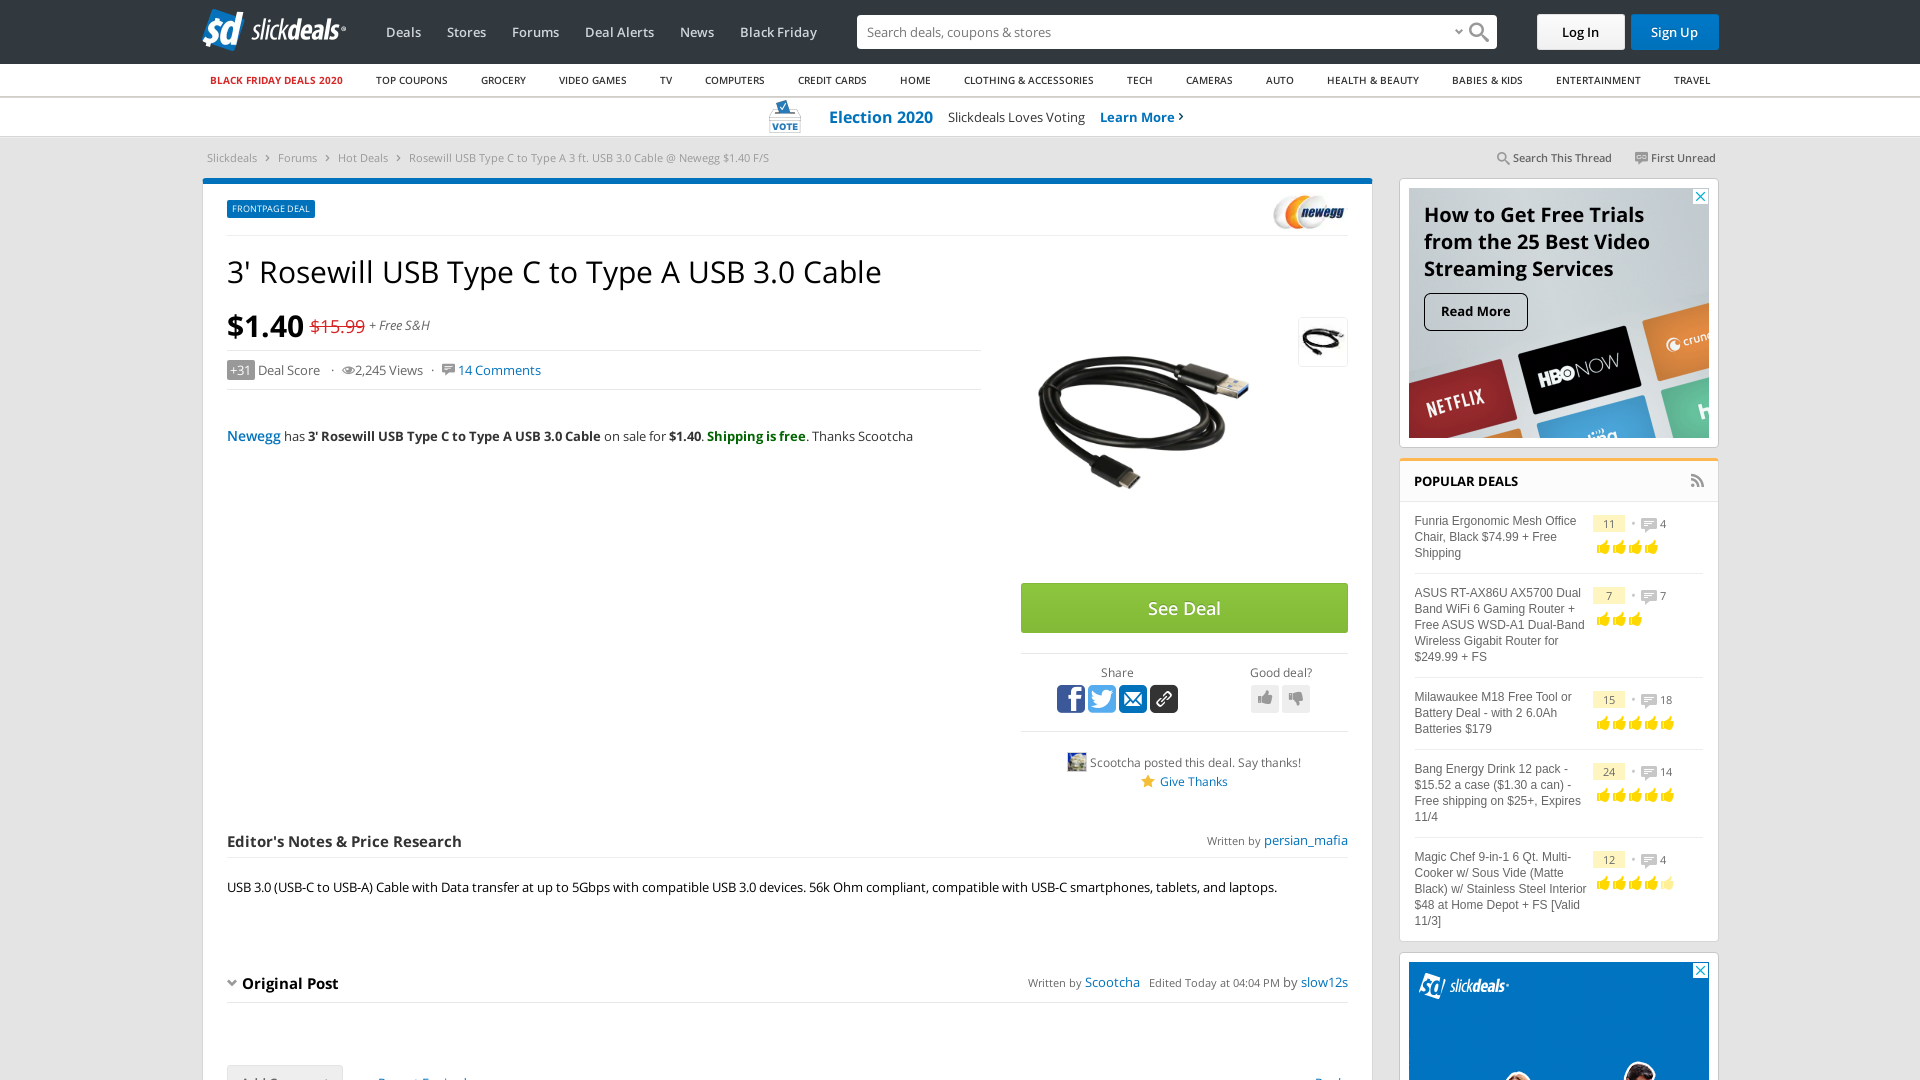 slickdeals
Deals Stores Forums Deal Alerts News Black Friday
Search deals, coupons & shops
Log In
Sign Up
BLACK FRIDAY DEALS 2020 TOP COUPONS GROCERY VIDEO GAMES TV COMPUTERS CREDIT CARDS HOME CLOTHING & ACCESSORIES TECH CAMERAS AUTO HEALTH & BEAUTY BABIES & KIDS ENTERTAINMENT TRAVEL
VOTE
Election 2020 Slickdeals Loves Voting Learn More
Slickdeals Forums Hot Deals Rosewill USB Type C to Type A 3 ft. USB 3.0 Cable @ Newegg $1.40 F/S
Search This Thread First Unread
FRONTPAGE DEAL
newegg
3' Rosewill USB Type C to Type A USB 3.0 Cable
$1.40 $15.99 + Free S&H
+31 Deal Score · 2,245 Views · 14 Comments
Newegg has 3' Rosewill USB Type C to Type A USB 3.0 Cable on sale for $1.40. Shipping is free. Thanks Scootcha
See Deal
Share
Good deal?
Scootcha posted this deal. Say thanks!
Give Thanks
Editor's Notes & Price Research
Written by persian_mafia
USB 3.0 (USB-C to USB-A) Cable with Data transfer at up to 5Gbps with compatible USB 3.0 devices. 56k Ohm compliant, compatible with USB-C smartphones, tablets, and laptops.
Original Post
Written by Scootcha Edited Today at 04:04 PM by slow12s
How to Get Free Trials
from the 25 Best Video
Streaming Services
Read More
NETFLIX
HBO NOW
crunc
POPULAR DEALS
Funria Ergonomic Mesh Office
Chair, Black $74.99 + Free
Shipping
11 • 4
ASUS RT-AX86U AX5700 Dual
Band WiFi 6 Gaming Router +
Free ASUS WSD-A1 Dual-Band
Wireless Gigabit Router for
$249.99 + FS
7 • 7
Milwaukee M18 Free Tool or
Battery Deal - with 2 6.0Ah
Batteries $179
15 • 18
Bang Energy Drink 12 pack -
$15.52 a case ($1.30 a can) -
Free shipping on $25+, Expires
11/4
24 • 14
Magic Chef 9-in-1 6 Qt. Multi-
Cooker w/ Sous Vide (Matte
Black) w/ Stainless Steel Interior
$48 at Home Depot + FS [Valid
11/3]
12 • 4
slickdeals